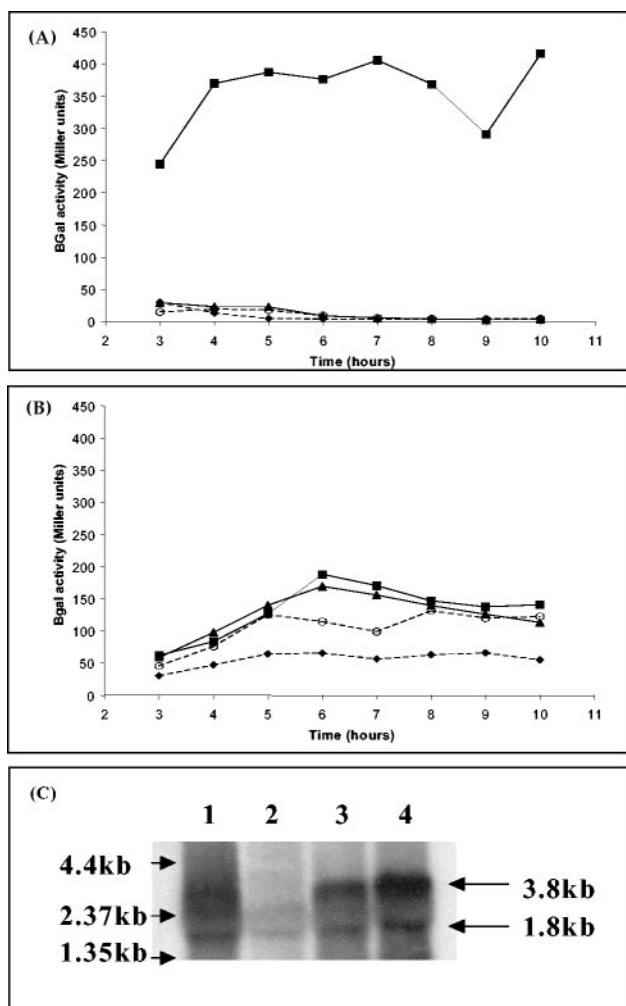 (A)
BGal activity (Miller units)
450
400
350
300
250
200
150
100
50
0
2 3 4 5 6 7 8 9 10 11
Time (hours)
(B)
Bgal activity (Miller units)
450
400
350
300
250
200
150
100
50
0
2 3 4 5 6 7 8 9 10 11
Time (hours)
(C)
1 2 3 4
4.4kb
3.8kb
2.37kb
1.8kb
1.35kb